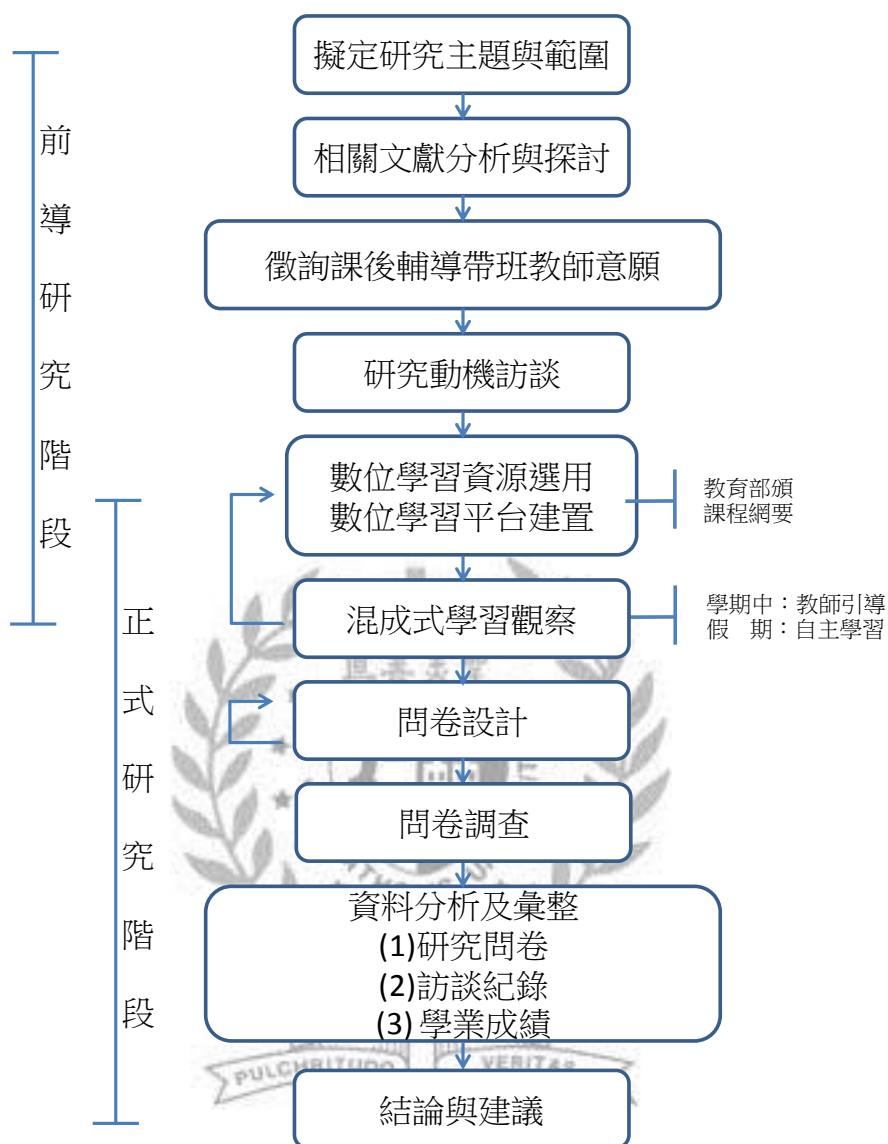 擬定研究主題與範圍
相關文獻分析與探討
徵詢課後輔導帶班教師意願
研究動機訪談
數位學習資源選用
數位學習平台建置
教育部頒
課程綱要
混成式學習觀察
學期中：教師引導
假　期：自主學習
問卷設計
問卷調查
資料分析及彙整
(1)研究問卷
(2)訪談紀錄
(3) 學業成績
結論與建議
前導研究階段
正式研究階段
PULCHRITUDO
VERITAS